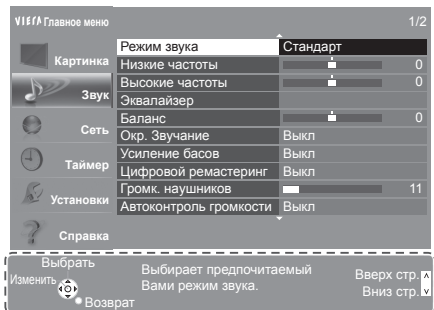 VIErA Главное меню 1/2
Картинка
Звук
Сеть
Таймер
Установки
Справка
Режим звука Стандарт
Низкие частоты 0
Высокие частоты 0
Эквалайзер
Баланс 0
Окр. Звучание Выкл
Усиление басов Выкл
Цифровой ремастеринг Выкл
Громк. наушников 11
Автоконтроль громкости Выкл
Выбрать
Изменить
Возврат
Выбирает предпочитаемый
Вами режим звука.
Вверх стр.
Вниз стр.